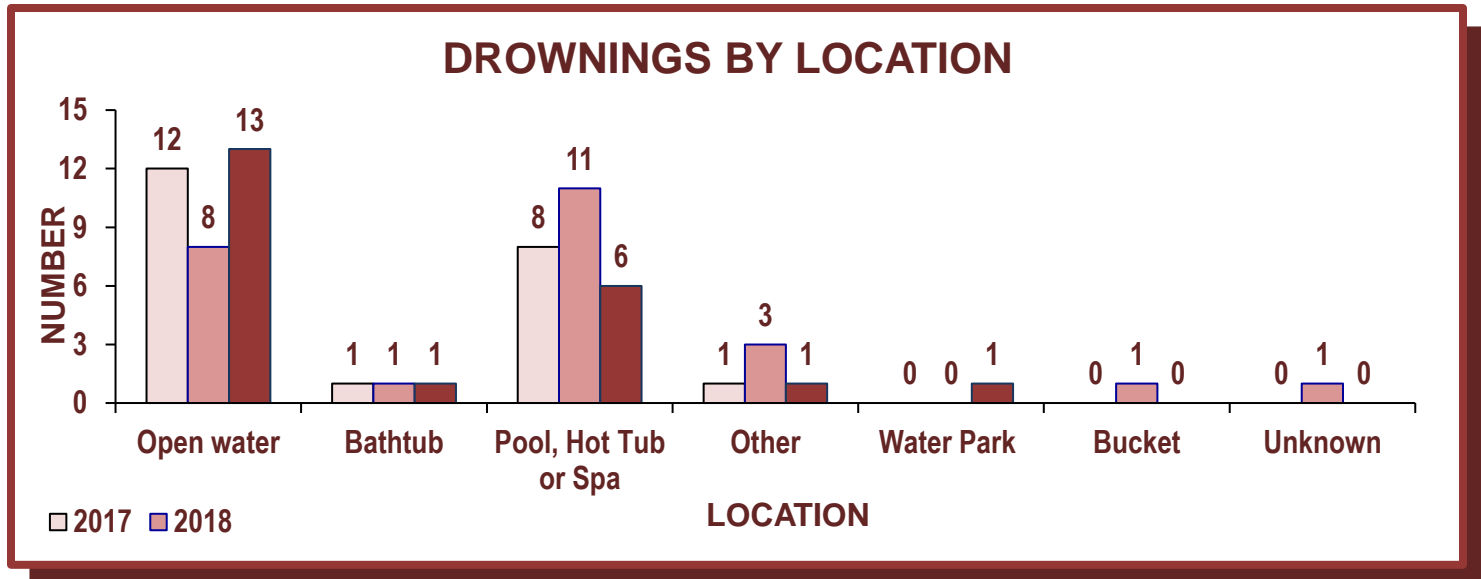 DROWNINGS BY LOCATION
NUMBER
15
12
9
6
3
0
12
8
13
1
1
1
8
11
6
1
3
1
0
0
1
0
1
0
0
1
0
Open water
Bathtub
Pool, Hot Tub
or Spa
Other
Water Park
Bucket
Unknown
LOCATION
2017
2018